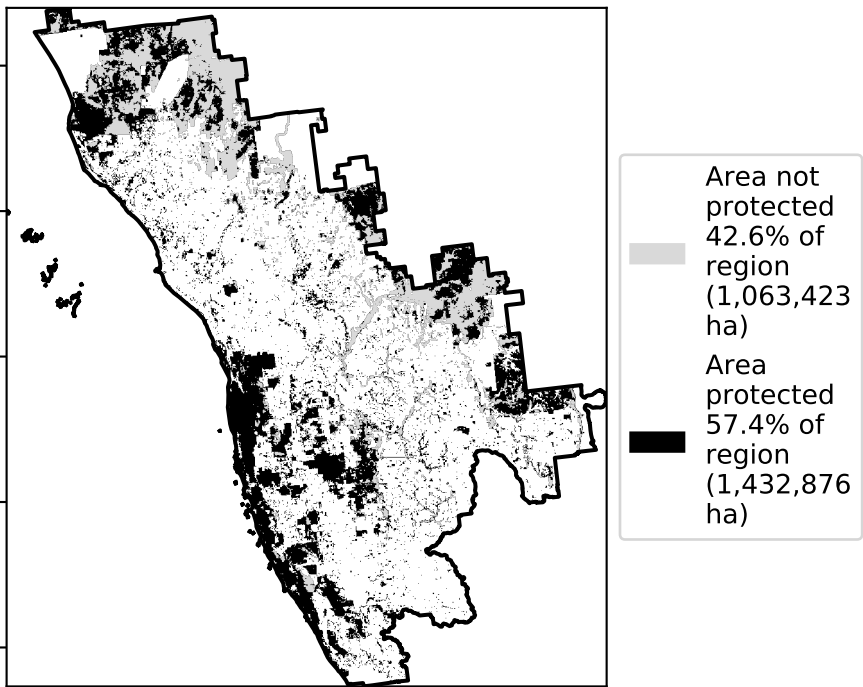 Area not
protected
42.6% of
region
(1,063,423
ha)
Area
protected
57.4% of
region
(1,432,876
ha)